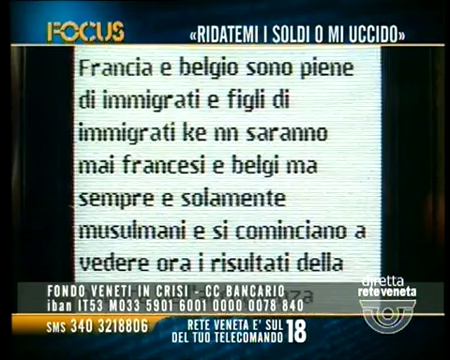 FOCUS «RIDATEMI I SOLDI O MI UCCIDO»
Francia e belgio sono piene
di immigrati e figli di
immigrati ke nn saranno
mai francesi e belgi ma
sempre e solamente
musulmani e si cominciano a
vedere ora i risultati della
diretta
reteveneta
FONDO VENETI IN CRISI - CC BANCARIO
iban IT53 M033 5901 6001 0000 0078 840
SMS 340 3218806
RETE VENETA E' SUL 18
DEL TUO TELECOMANDO